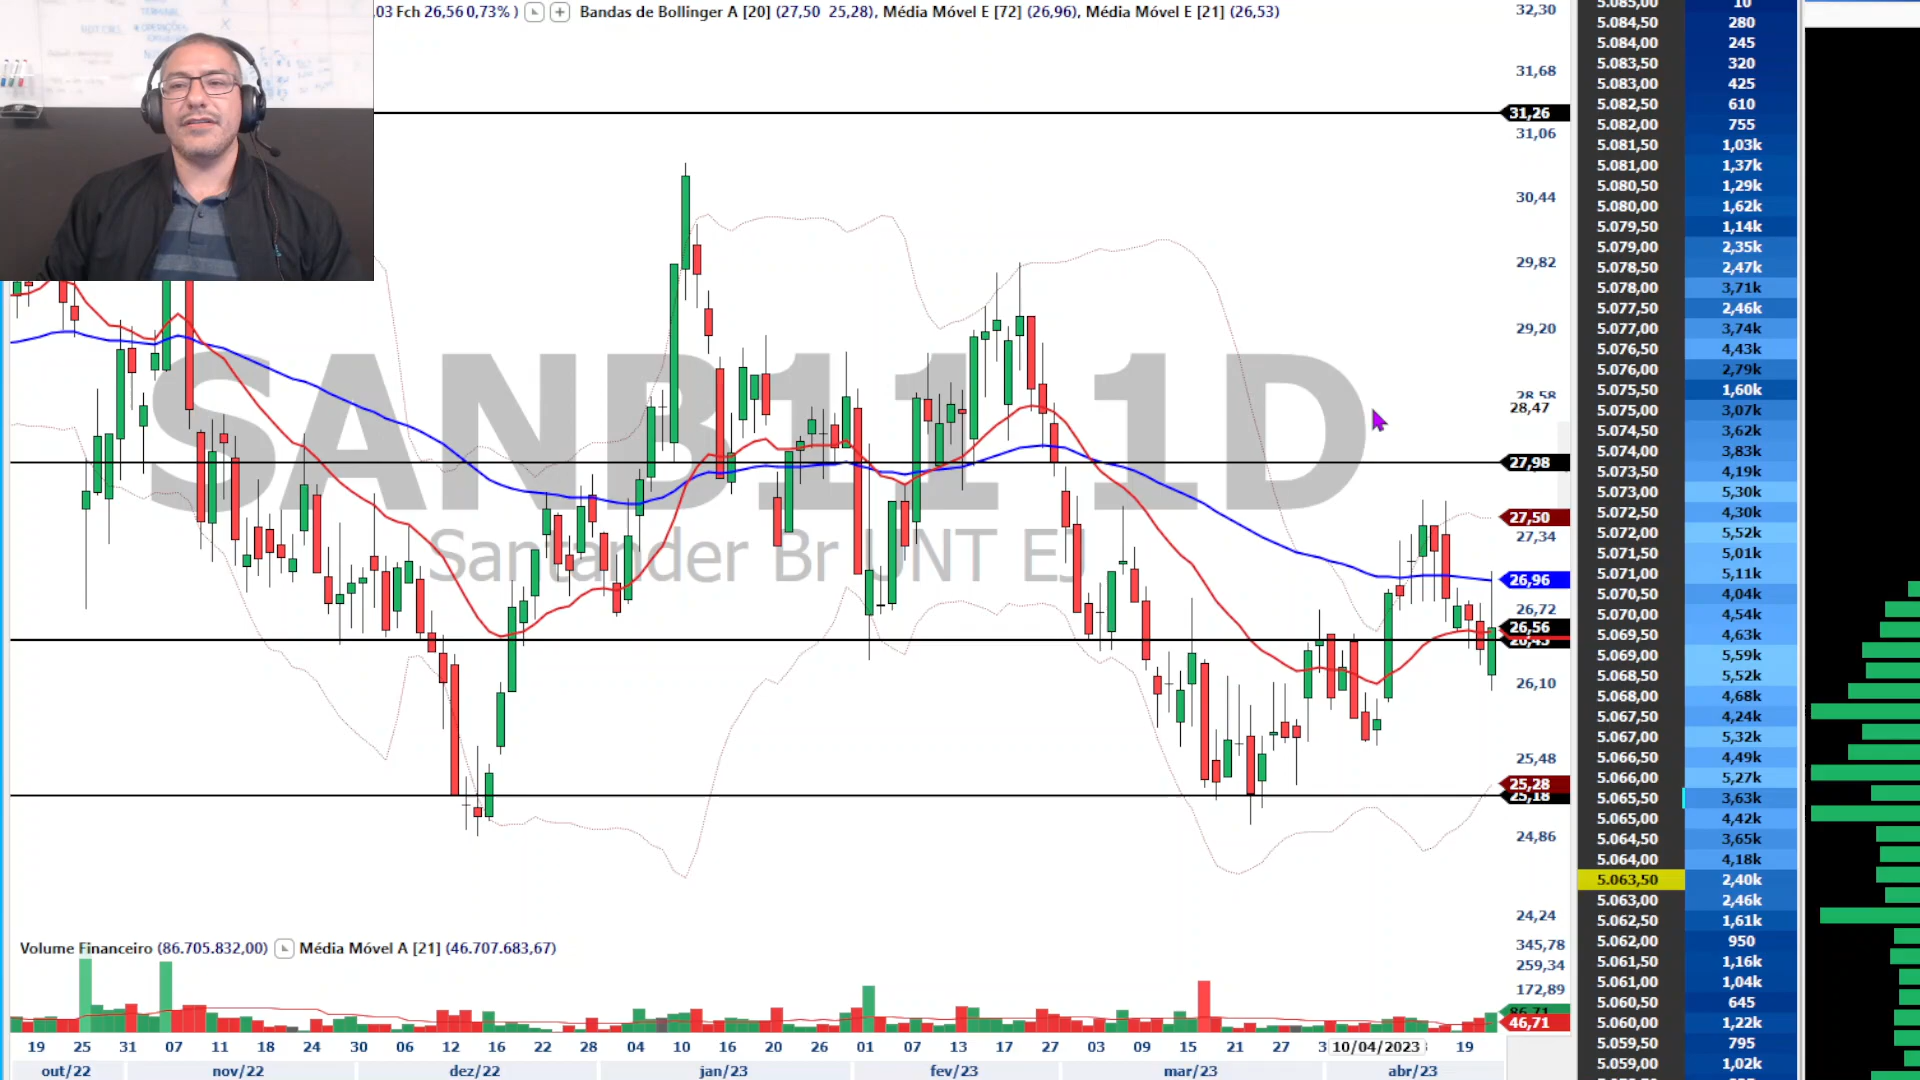 .03 Fch 26,56 0,73% ) Bandas de Bollinger A [20] (27,50 25,28), Média Móvel E [72] (26,96), Média Móvel E [21] (26,53)
SANB11 1D
Santander Br UNT EJ
32,30
31,68
31,26
31,06
30,44
29,82
29,20
28,58
28,47
27,98
27,50
27,34
26,96
26,72
26,56
26,10
25,48
25,28
25,18
24,86
24,24
Volume Financeiro (86.705.832,00) Média Móvel A [21] (46.707.683,67)
345,78
259,34
172,89
86,71
46,71
19 25 31 07 11 18 24 30 06 12 16 22 28 04 10 16 20 26 01 07 13 17 27 03 09 15 21 27 3 10/04/2023 19
out/22 nov/22 dez/22 jan/23 fev/23 mar/23 abr/23
5.085,00 10
5.084,50 280
5.084,00 245
5.083,50 320
5.083,00 425
5.082,50 610
5.082,00 755
5.081,50 1,03k
5.081,00 1,37k
5.080,50 1,29k
5.080,00 1,62k
5.079,50 1,14k
5.079,00 2,35k
5.078,50 2,47k
5.078,00 3,71k
5.077,50 2,46k
5.077,00 3,74k
5.076,50 4,43k
5.076,00 2,79k
5.075,50 1,60k
5.075,00 3,07k
5.074,50 3,62k
5.074,00 3,83k
5.073,50 4,19k
5.073,00 5,30k
5.072,50 4,30k
5.072,00 5,52k
5.071,50 5,01k
5.071,00 5,11k
5.070,50 4,04k
5.070,00 4,54k
5.069,50 4,63k
5.069,00 5,59k
5.068,50 5,52k
5.068,00 4,68k
5.067,50 4,24k
5.067,00 5,32k
5.066,50 4,49k
5.066,00 5,27k
5.065,50 3,63k
5.065,00 4,42k
5.064,50 3,65k
5.064,00 4,18k
5.063,50 2,40k
5.063,00 2,46k
5.062,50 1,61k
5.062,00 950
5.061,50 1,16k
5.061,00 1,04k
5.060,50 645
5.060,00 1,22k
5.059,50 795
5.059,00 1,02k